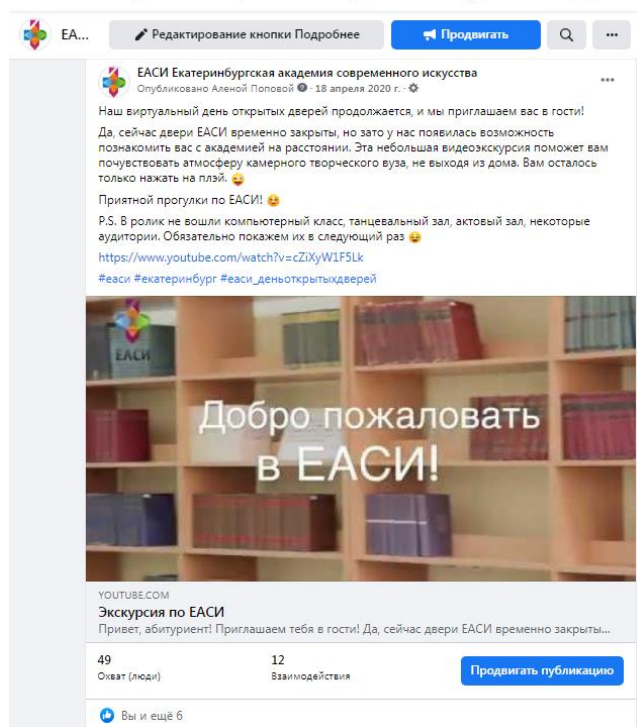 ЕА...
Редактирование кнопки Подробнее
Продвигать
ЕАСИ Екатеринбургская академия современного искусства
Опубликовано Аленой Поповой · 18 апреля 2020 г. ·
Наш виртуальный день открытых дверей продолжается, и мы приглашаем вас в гости!
Да, сейчас двери ЕАСИ временно закрыты, но зато у нас появилась возможность
познакомить вас с академией на расстоянии. Эта небольшая видеоэкскурсия поможет вам
почувствовать атмосферу камерного творческого вуза, не выходя из дома. Вам осталось
только нажать на плэй. 😜
Приятной прогулки по ЕАСИ! 😊
P.S. В ролик не вошли компьютерный класс, танцевальный зал, актовый зал, некоторые
аудитории. Обязательно покажем их в следующий раз 😉
https://www.youtube.com/watch?v=cZiXyW1F5Lk
#еаси #екатеринбург #еаси_деньоткрытыхдверей
ЕАСИ
Добро пожаловать
в ЕАСИ!
YOUTUBE.COM
Экскурсия по ЕАСИ
Привет, абитуриент! Приглашаем тебя в гости! Да, сейчас двери ЕАСИ временно закрыты...
49
Охват (люди)
12
Взаимодействия
Продвигать публикацию
Вы и ещё 6